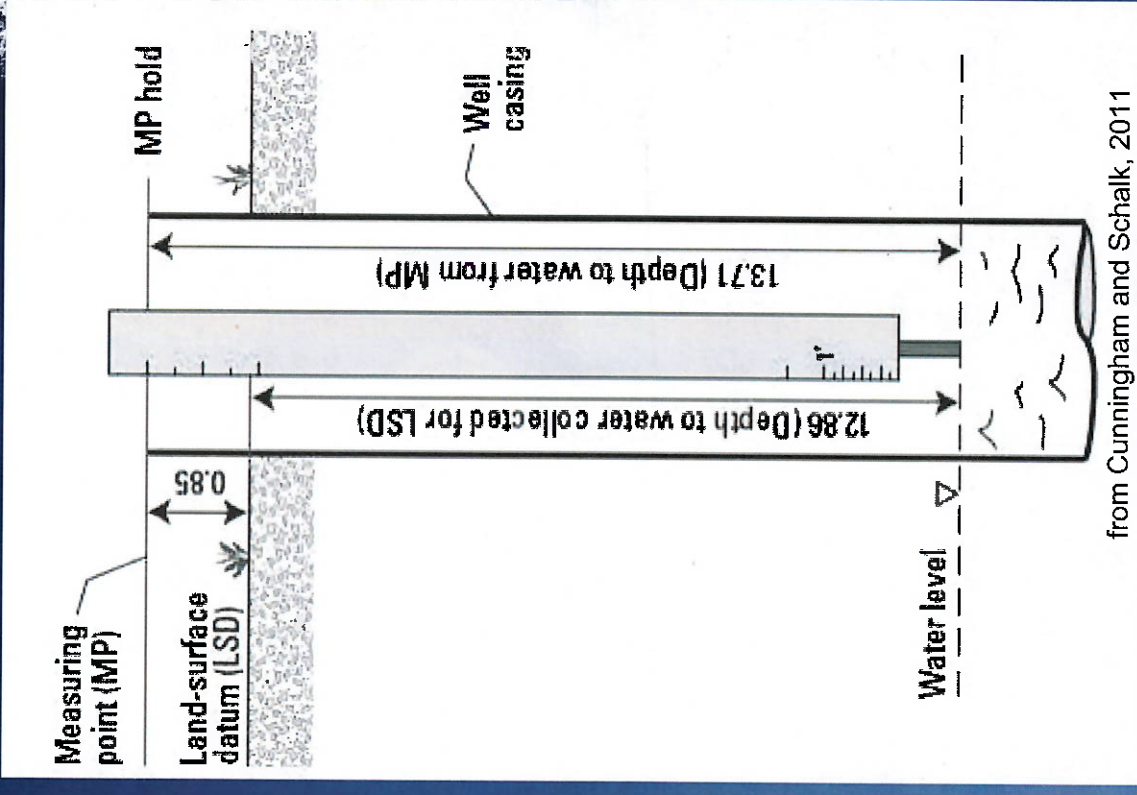 Measuring
point (MP)
MP hold
Land-surface
datum (LSD)
0.85
Well
casing
13.71 (Depth to water from MP)
12.86 (Depth to water collected for LSD)
1'
Water level
from Cunningham and Schalk, 2011